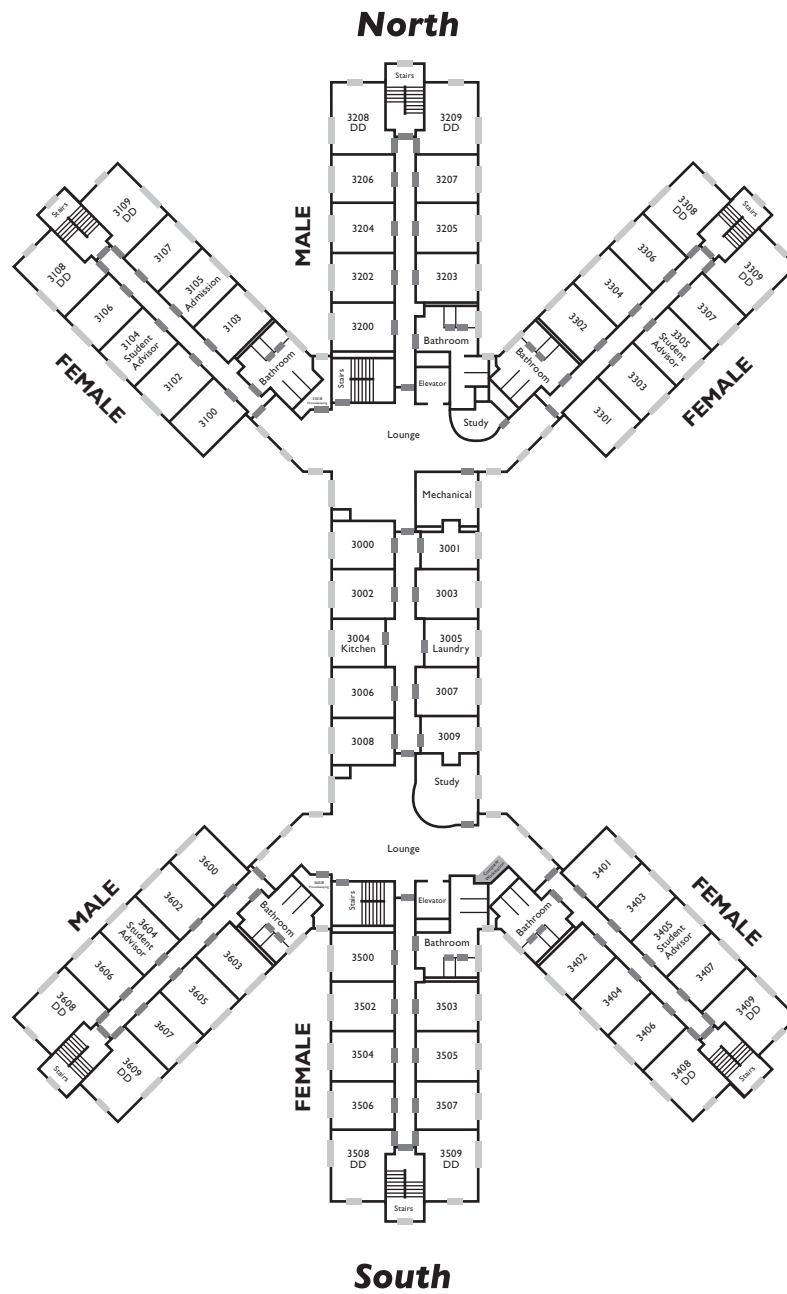 North
Stairs
3208
DD
3209
DD
3206
3207
3204
3205
3202
3203
3200
MALE
Bathroom
Stairs
Elevator
Study
Lounge
Stairs
3109
DD
3107
3105
Admission
3103
3108
DD
3106
3104
Student
Advisor
3102
3100
Bathroom
FEMALE
3308
DD
3306
3304
3302
Stairs
3309
DD
3307
3305
Student
Advisor
3303
3301
Bathroom
FEMALE
Mechanical
3000
3001
3002
3003
3004
Kitchen
3005
Laundry
3006
3007
3008
3009
Study
Lounge
MALE
3600
3602
3604
Student
Advisor
3606
3608
DD
Stairs
3603
3605
3607
3609
DD
Bathroom
Stairs
Elevator
Bathroom
FEMALE
3401
3403
3405
Student
Advisor
3407
3409
DD
Stairs
Bathroom
3402
3404
3406
3408
DD
3500
3502
3503
3504
3505
3506
3507
3508
DD
3509
DD
FEMALE
Stairs
South